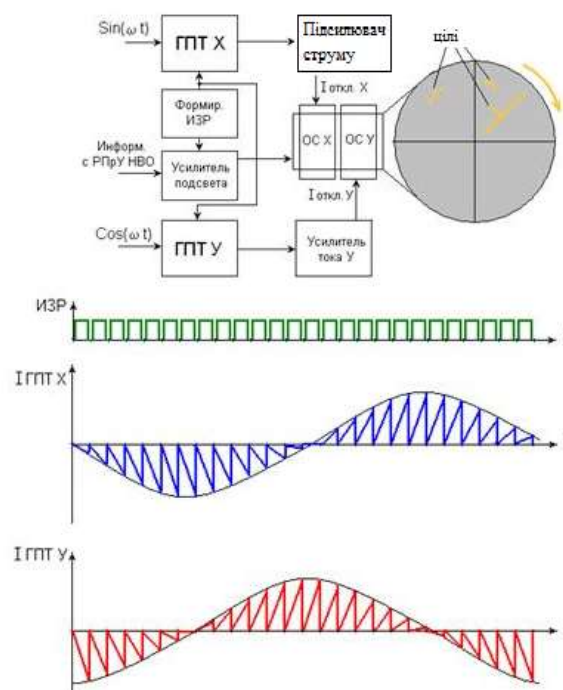 Sin(ω t)
ГПТ Х
Підсилювач
струму
цілі
I откл. Х
Формир.
ИЗР
ОС Х
ОС У
Информ.
с РПрУ НВО
Усилитель
подсвета
I откл. У
Cos(ω t)
ГПТ У
Усилитель
тока У
ИЗР
I ГПТ Х
I ГПТ У